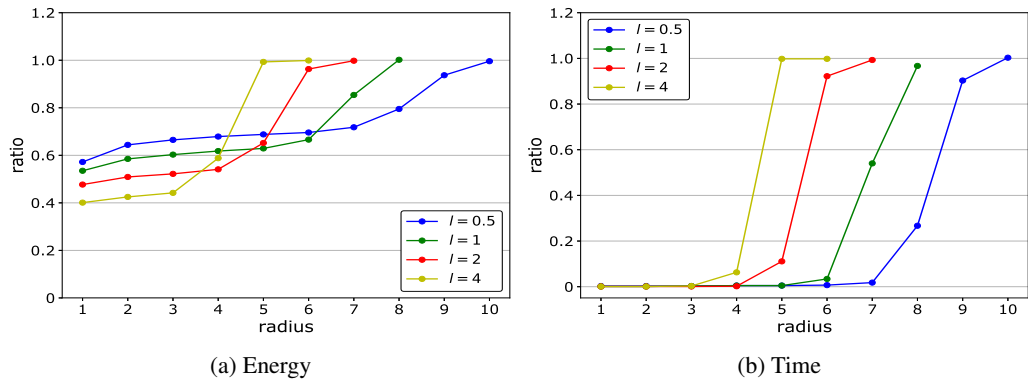 1.2
1.0
0.8
0.6
0.4
0.2
0
ratio
1 2 3 4 5 6 7 8 9 10
radius
l = 0.5
l = 1
l = 2
l = 4
(a) Energy
1.2
1.0
0.8
0.6
0.4
0.2
0
ratio
1 2 3 4 5 6 7 8 9 10
radius
l = 0.5
l = 1
l = 2
l = 4
(b) Time